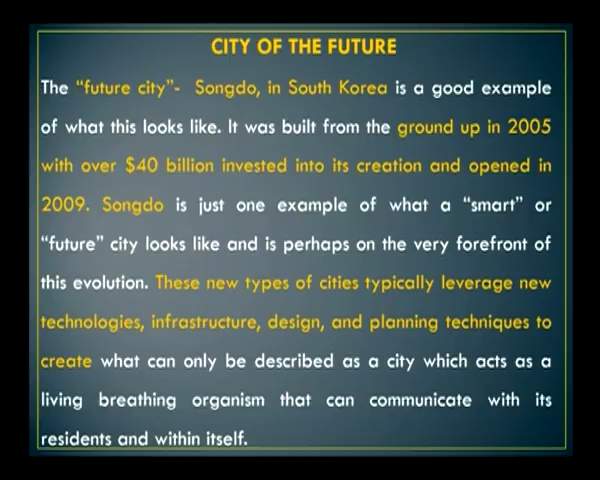 CITY OF THE FUTURE
The "future city"- Songdo, in South Korea is a good example
of what this looks like. It was built from the ground up in 2005
with over $40 billion invested into its creation and opened in
2009. Songdo is just one example of what a "smart" or
"future" city looks like and is perhaps on the very forefront of
this evolution. These new types of cities typically leverage new
technologies, infrastructure, design, and planning techniques to
create what can only be described as a city which acts as a
living breathing organism that can communicate with its
residents and within itself.